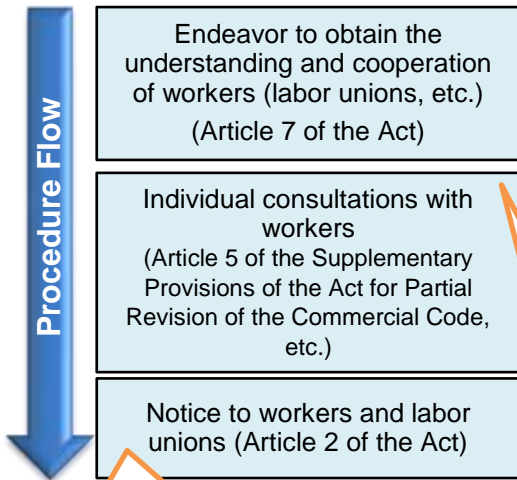 Procedure Flow
Endeavor to obtain the
understanding and cooperation
of workers (labor unions, etc.)
(Article 7 of the Act)
Individual consultations with
workers
(Article 5 of the Supplementary
Provisions of the Act for Partial
Revision of the Commercial Code,
etc.)
Notice to workers and labor
unions (Article 2 of the Act)